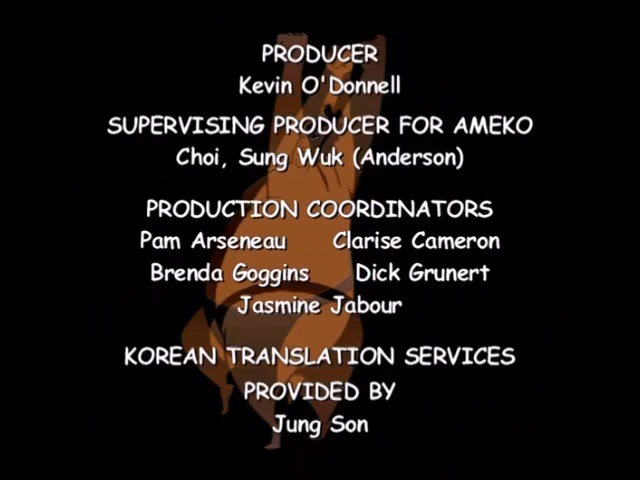 PRODUCER
Kevin O'Donnell
SUPERVISING PRODUCER FOR AMEKO
Choi, Sung Wuk (Anderson)
PRODUCTION COORDINATORS
Pam Arseneau Clarise Cameron
Brenda Goggins Dick Grunert
Jasmine Jabour
KOREAN TRANSLATION SERVICES
PROVIDED BY
Jung Son